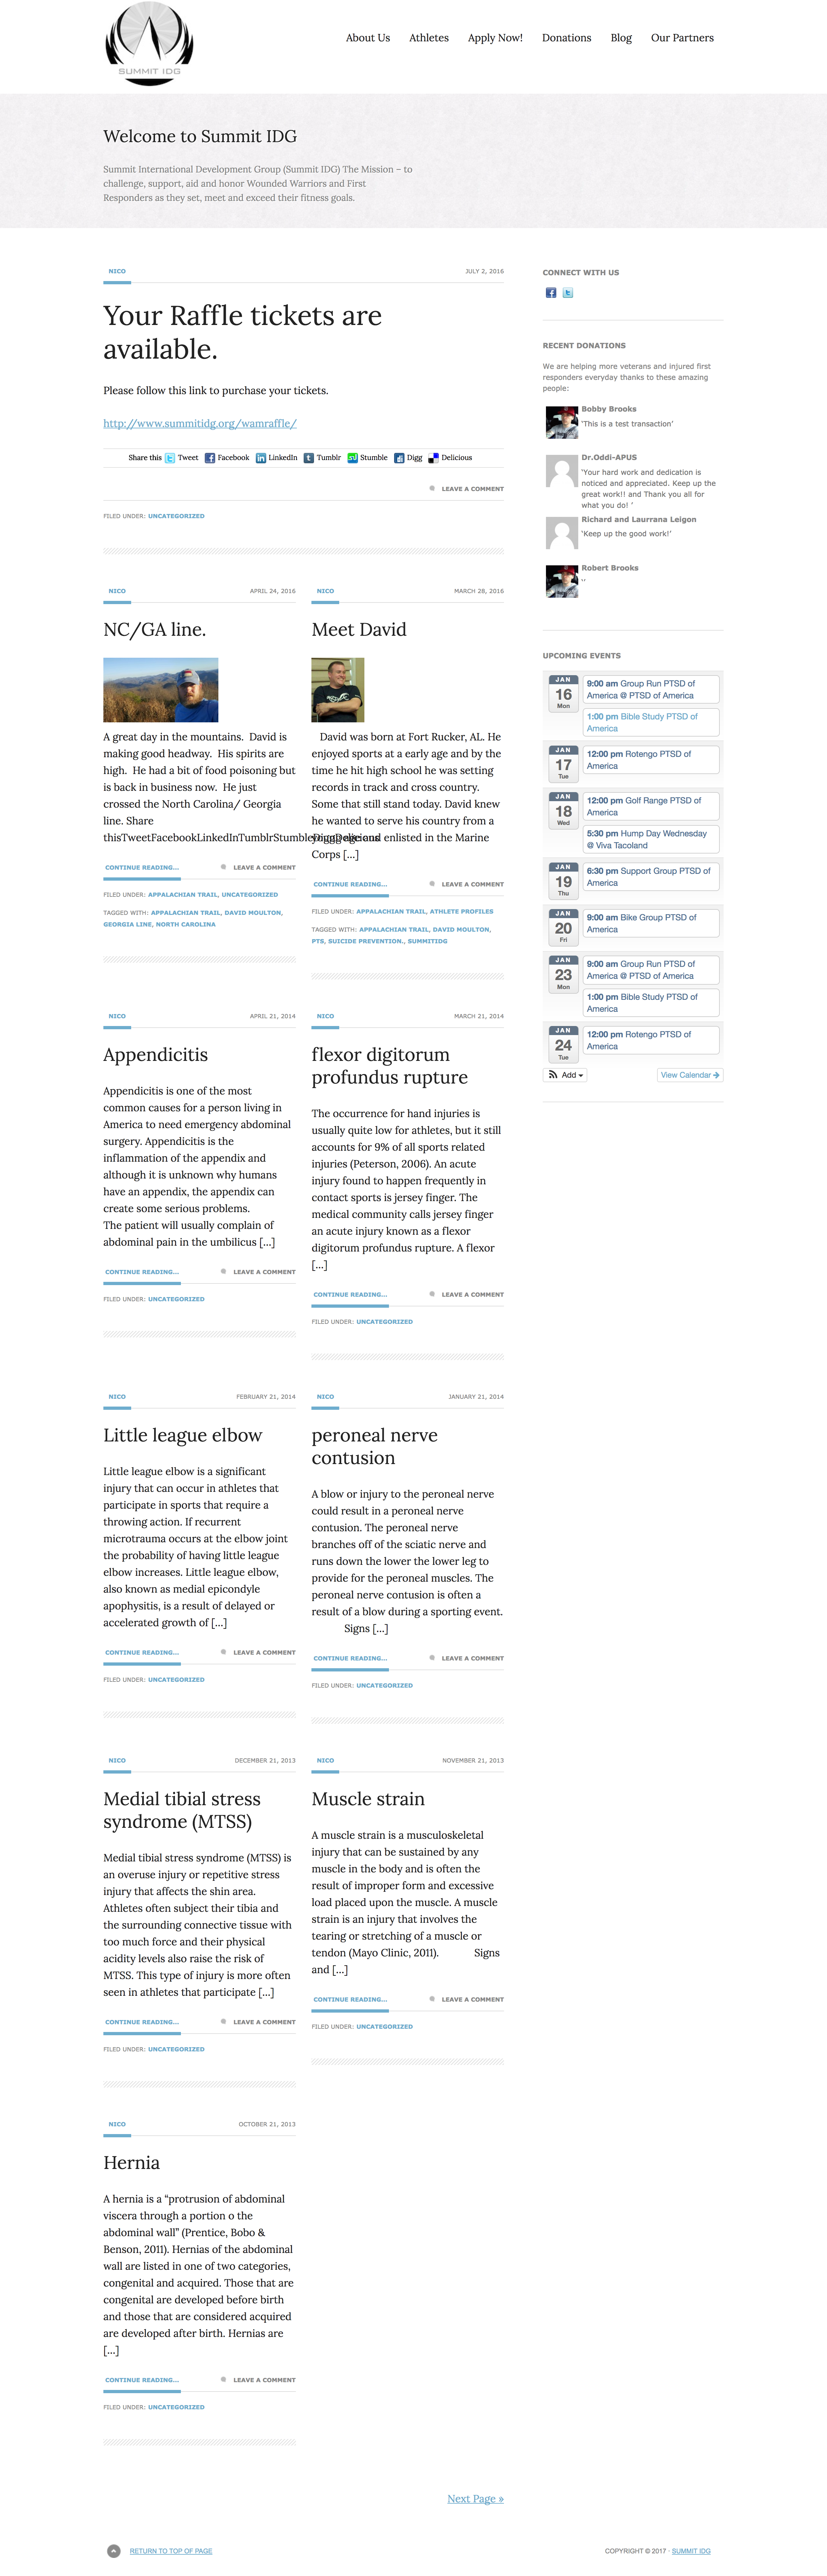 SUMMIT IDG
About Us Athletes Apply Now! Donations Blog Our Partners
Welcome to Summit IDG
Summit International Development Group (Summit IDG) The Mission – to
challenge, support, aid and honor Wounded Warriors and First
Responders as they set, meet and exceed their fitness goals.
NICO JULY 2, 2016
Your Raffle tickets are
available.
Please follow this link to purchase your tickets.
http://www.summitidg.org/wamraffle/
Share this Tweet Facebook LinkedIn Tumblr Stumble Digg Delicious
LEAVE A COMMENT
FILED UNDER: UNCATEGORIZED
NICO APRIL 24, 2016
NC/GA line.
A great day in the mountains. David is
making good headway. His spirits are
high. He had a bit of food poisoning but
is back in business now. He just
crossed the North Carolina/ Georgia
line. Share
thisTweetFacebookLinkedInTumblrStumbleDiggDelicious
CONTINUE READING... LEAVE A COMMENT
FILED UNDER: APPALACHIAN TRAIL, UNCATEGORIZED
TAGGED WITH: APPALACHIAN TRAIL, DAVID MOULTON,
GEORGIA LINE, NORTH CAROLINA
NICO MARCH 28, 2016
Meet David
David was born at Fort Rucker, AL. He
enjoyed sports at a early age and by the
time he hit high school he was setting
records in track and cross country.
Some that still stand today. David knew
he wanted to serve his country from a
young age and enlisted in the Marine
Corps [...]
CONTINUE READING... LEAVE A COMMENT
FILED UNDER: APPALACHIAN TRAIL, ATHLETE PROFILES
TAGGED WITH: APPALACHIAN TRAIL, DAVID MOULTON,
PTS, SUICIDE PREVENTION., SUMMITIDG
NICO APRIL 21, 2014
Appendicitis
Appendicitis is one of the most
common causes for a person living in
America to need emergency abdominal
surgery. Appendicitis is the
inflammation of the appendix and
although it is unknown why humans
have an appendix, the appendix can
create some serious problems.
The patient will usually complain of
abdominal pain in the umbilicus [...]
CONTINUE READING... LEAVE A COMMENT
FILED UNDER: UNCATEGORIZED
NICO MARCH 21, 2014
flexor digitorum
profundus rupture
The occurrence for hand injuries is
usually quite low for athletes, but it still
accounts for 9% of all sports related
injuries (Peterson, 2006). An acute
injury found to happen frequently in
contact sports is jersey finger. The
medical community calls jersey finger
an acute injury known as a flexor
digitorum profundus rupture. A flexor
[...]
CONTINUE READING... LEAVE A COMMENT
FILED UNDER: UNCATEGORIZED
NICO FEBRUARY 21, 2014
Little league elbow
Little league elbow is a significant
injury that can occur in athletes that
participate in sports that require a
throwing action. If recurrent
microtrauma occurs at the elbow joint
the probability of having little league
elbow increases. Little league elbow,
also known as medial epicondyle
apophysitis, is a result of delayed or
accelerated growth of [...]
CONTINUE READING... LEAVE A COMMENT
FILED UNDER: UNCATEGORIZED
NICO JANUARY 21, 2014
peroneal nerve
contusion
A blow or injury to the peroneal nerve
could result in a peroneal nerve
contusion. The peroneal nerve
branches off of the sciatic nerve and
runs down the lower the lower leg to
provide for the peroneal muscles. The
peroneal nerve contusion is often a
result of a blow during a sporting event.
Signs [...]
CONTINUE READING... LEAVE A COMMENT
FILED UNDER: UNCATEGORIZED
NICO DECEMBER 21, 2013
Medial tibial stress
syndrome (MTSS)
Medial tibial stress syndrome (MTSS) is
an overuse injury or repetitive stress
injury that affects the shin area.
Athletes often subject their tibia and
the surrounding connective tissue with
too much force and their physical
acidity levels also raise the risk of
MTSS. This type of injury is more often
seen in athletes that participate [...]
CONTINUE READING... LEAVE A COMMENT
FILED UNDER: UNCATEGORIZED
NICO NOVEMBER 21, 2013
Muscle strain
A muscle strain is a musculoskeletal
injury that can be sustained by any
muscle in the body and is often the
result of improper form and excessive
load placed upon the muscle. A muscle
strain is an injury that involves the
tearing or stretching of a muscle or
tendon (Mayo Clinic, 2011). Signs
and [...]
CONTINUE READING... LEAVE A COMMENT
FILED UNDER: UNCATEGORIZED
NICO OCTOBER 21, 2013
Hernia
A hernia is a “protrusion of abdominal
viscera through a portion o the
abdominal wall” (Prentice, Bobo &
Benson, 2011). Hernias of the abdominal
wall are listed in one of two categories,
congenital and acquired. Those that are
congenital are developed before birth
and those that are considered acquired
are developed after birth. Hernias are
[...]
CONTINUE READING... LEAVE A COMMENT
FILED UNDER: UNCATEGORIZED
Next Page »
CONNECT WITH US
RECENT DONATIONS
We are helping more veterans and injured first
responders everyday thanks to these amazing
people:
Bobby Brooks
‘This is a test transaction’
Dr.Oddi-APUS
‘Your hard work and dedication is
noticed and appreciated. Keep up the
great work!! and Thank you all for
what you do! ’
Richard and Laurrana Leigon
‘Keep up the good work!’
Robert Brooks
‘’
UPCOMING EVENTS
JAN 16 Mon
9:00 am Group Run PTSD of
America @ PTSD of America
1:00 pm Bible Study PTSD of
America
JAN 17 Tue
12:00 pm Rotengo PTSD of
America
JAN 18 Wed
12:00 pm Golf Range PTSD of
America
5:30 pm Hump Day Wednesday
@ Viva Tacoland
JAN 19 Thu
6:30 pm Support Group PTSD of
America
JAN 20 Fri
9:00 am Bike Group PTSD of
America
JAN 23 Mon
9:00 am Group Run PTSD of
America @ PTSD of America
1:00 pm Bible Study PTSD of
America
JAN 24 Tue
12:00 pm Rotengo PTSD of
America
Add View Calendar
RETURN TO TOP OF PAGE COPYRIGHT © 2017 · SUMMIT IDG